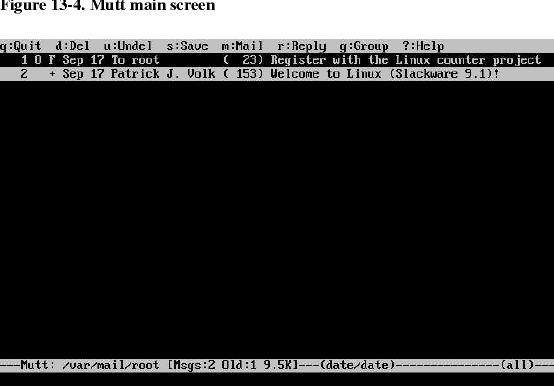 Figure 13-4. Mutt main screen
q:Quit  d:Del  u:Undel  s:Save  m:Mail  r:Reply  g:Group  ?:Help
   1 O F Sep 17 To root         (  23) Register with the Linux counter project
   2   + Sep 17 Patrick J. Volk ( 153) Welcome to Linux (Slackware 9.1)!
---Mutt: /var/mail/root [Msgs:2 Old:1 9.5K]---(date/date)---------------(all)---